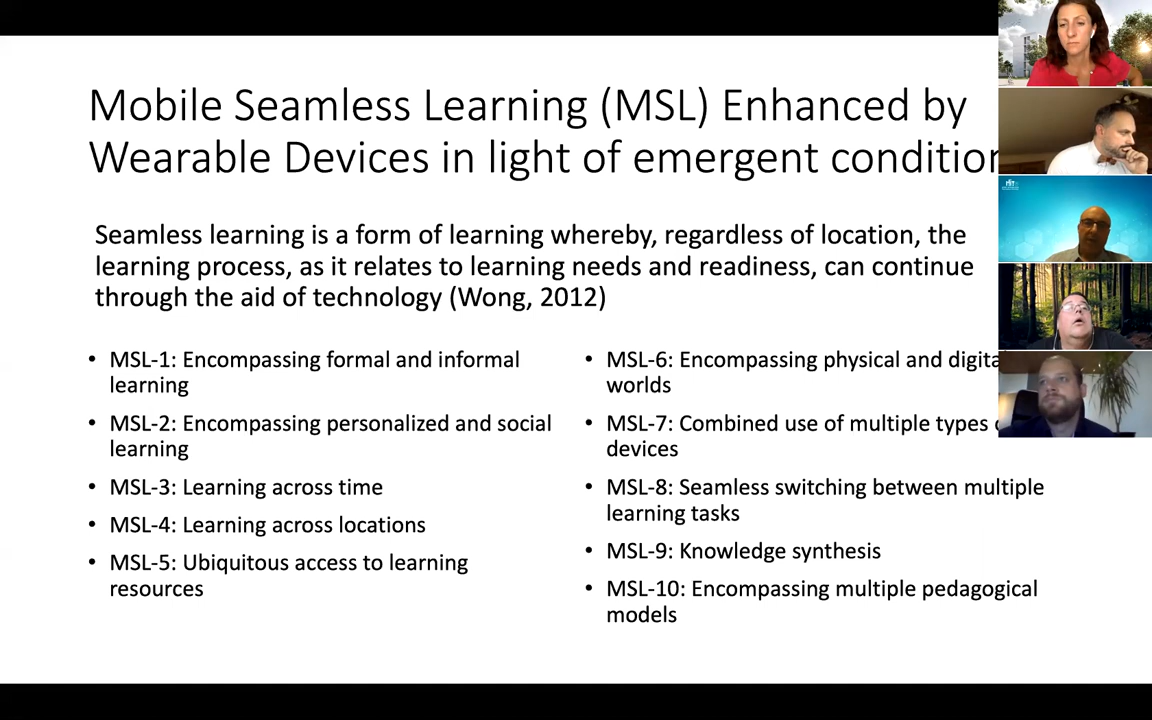 Mobile Seamless Learning (MSL) Enhanced by
Wearable Devices in light of emergent condition
Seamless learning is a form of learning whereby, regardless of location, the
learning process, as it relates to learning needs and readiness, can continue
through the aid of technology (Wong, 2012)
• MSL-1: Encompassing formal and informal
learning
• MSL-2: Encompassing personalized and social
learning
• MSL-3: Learning across time
• MSL-4: Learning across locations
• MSL-5: Ubiquitous access to learning
resources
• MSL-6: Encompassing physical and digita
worlds
• MSL-7: Combined use of multiple types
devices
• MSL-8: Seamless switching between multiple
learning tasks
• MSL-9: Knowledge synthesis
• MSL-10: Encompassing multiple pedagogical
models